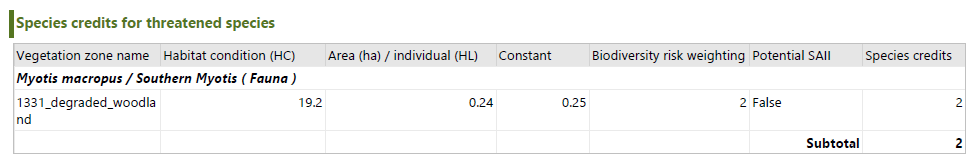 Species credits for threatened species
Vegetation zone name Habitat condition (HC) Area (ha) / individual (HL) Constant Biodiversity risk weighting Potential SAII Species credits
Myotis macropus / Southern Myotis ( Fauna )
1331_degraded_woodla 19.2 0.24 0.25 2 False 2
nd
Subtotal 2